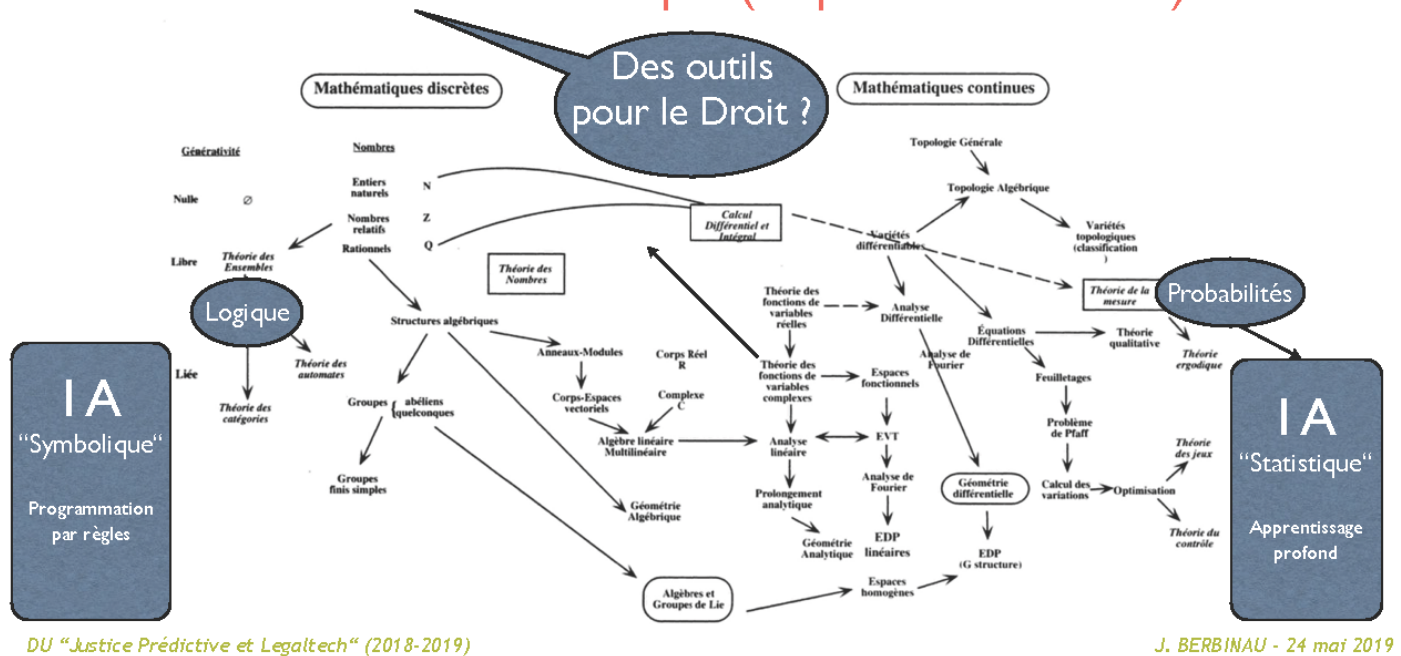 Des outils
pour le Droit ?
Mathématiques discrètes
Mathématiques continues
Générativité
Nombres
Nulle
∅
Entiers
naturels
N
Nombres
relatifs
Z
Rationnels
Q
Libre
Théorie des
Ensembles
Théorie des
Nombres
Calcul
Différentiel et
Intégral
Topologie Générale
Topologie Algébrique
Variétés
différentiables
Variétés
topologiques
(classification
)
Théorie de la
mesure
Probabilités
Logique
Théorie des
fonctions de
variables
réelles
Analyse
Différentielle
Structures algébriques
Équations
Différentielles
Théorie
qualitative
Théorie
ergodique
Liée
Théorie des
automates
Anneaux-Modules
Corps Réel
R
Théorie des
fonctions de
variables
complexes
Espaces
fonctionnels
Analyse de
Fourier
Feuilletages
Théorie des
catégories
Groupes
{
abéliens
quelconques
Corps-Espaces
vectoriels
Complexe
C
Algèbre linéaire
Multilinéaire
Analyse
linéaire
EVT
Problème
de Pfaff
Théorie
des jeux
Groupes
finis simples
Prolongement
analytique
Analyse de
Fourier
Géométrie
différentielle
Calcul des
variations
Optimisation
Géométrie
Algébrique
Géométrie
Analytique
EDP
linéaires
EDP
(G structure)
Théorie du
contrôle
Algèbres et
Groupes de Lie
Espaces
homogènes
IA
“Symbolique“
Programmation
par règles
IA
“Statistique“
Apprentissage
profond
DU “Justice Prédictive et Legaltech“ (2018-2019)
J. BERBINAU - 24 mai 2019